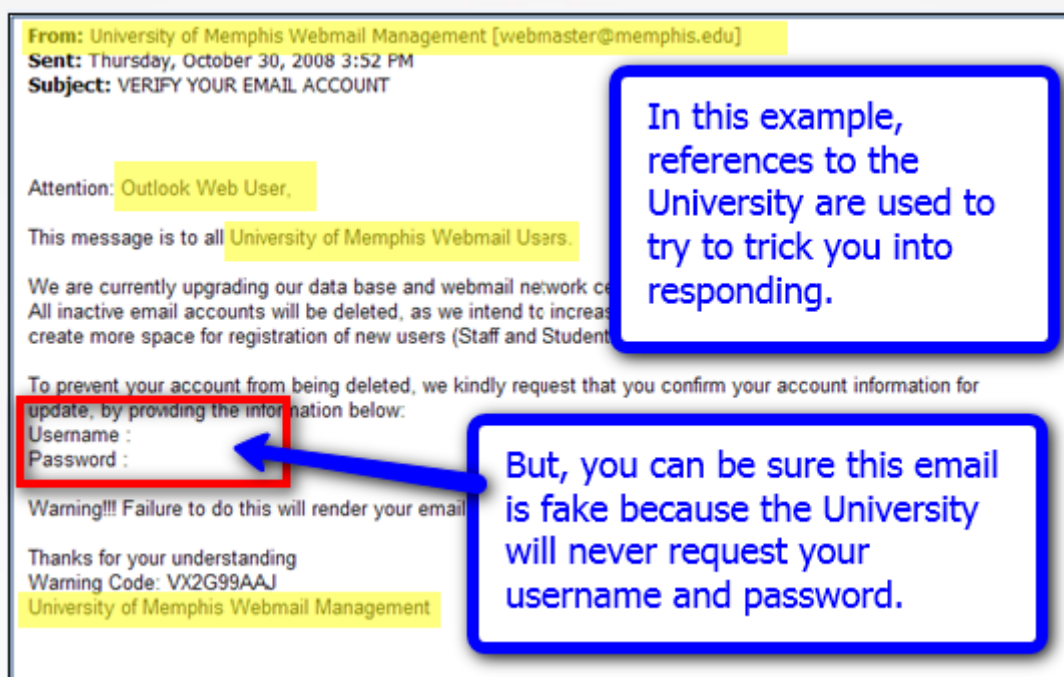 From: University of Memphis Webmail Management [webmaster@memphis.edu]
Sent: Thursday, October 30, 2008 3:52 PM
Subject: VERIFY YOUR EMAIL ACCOUNT
In this example,
references to the
University are used to
try to trick you into
responding.
Attention: Outlook Web User,
This message is to all University of Memphis Webmail Users.
We are currently upgrading our data base and webmail network
All inactive email accounts will be deleted, as we intend to
create more space for registration of new users (Staff and
To prevent your account from being deleted, we kindly request that you confirm your account information for
update, by providing the information below:
Username :
Password :
But, you can be sure this email
is fake because the University
will never request your
username and password.
Warning!!! Failure to do this will render your email
Thanks for your understanding
Warning Code: VX2G99AAJ
University of Memphis Webmail Management